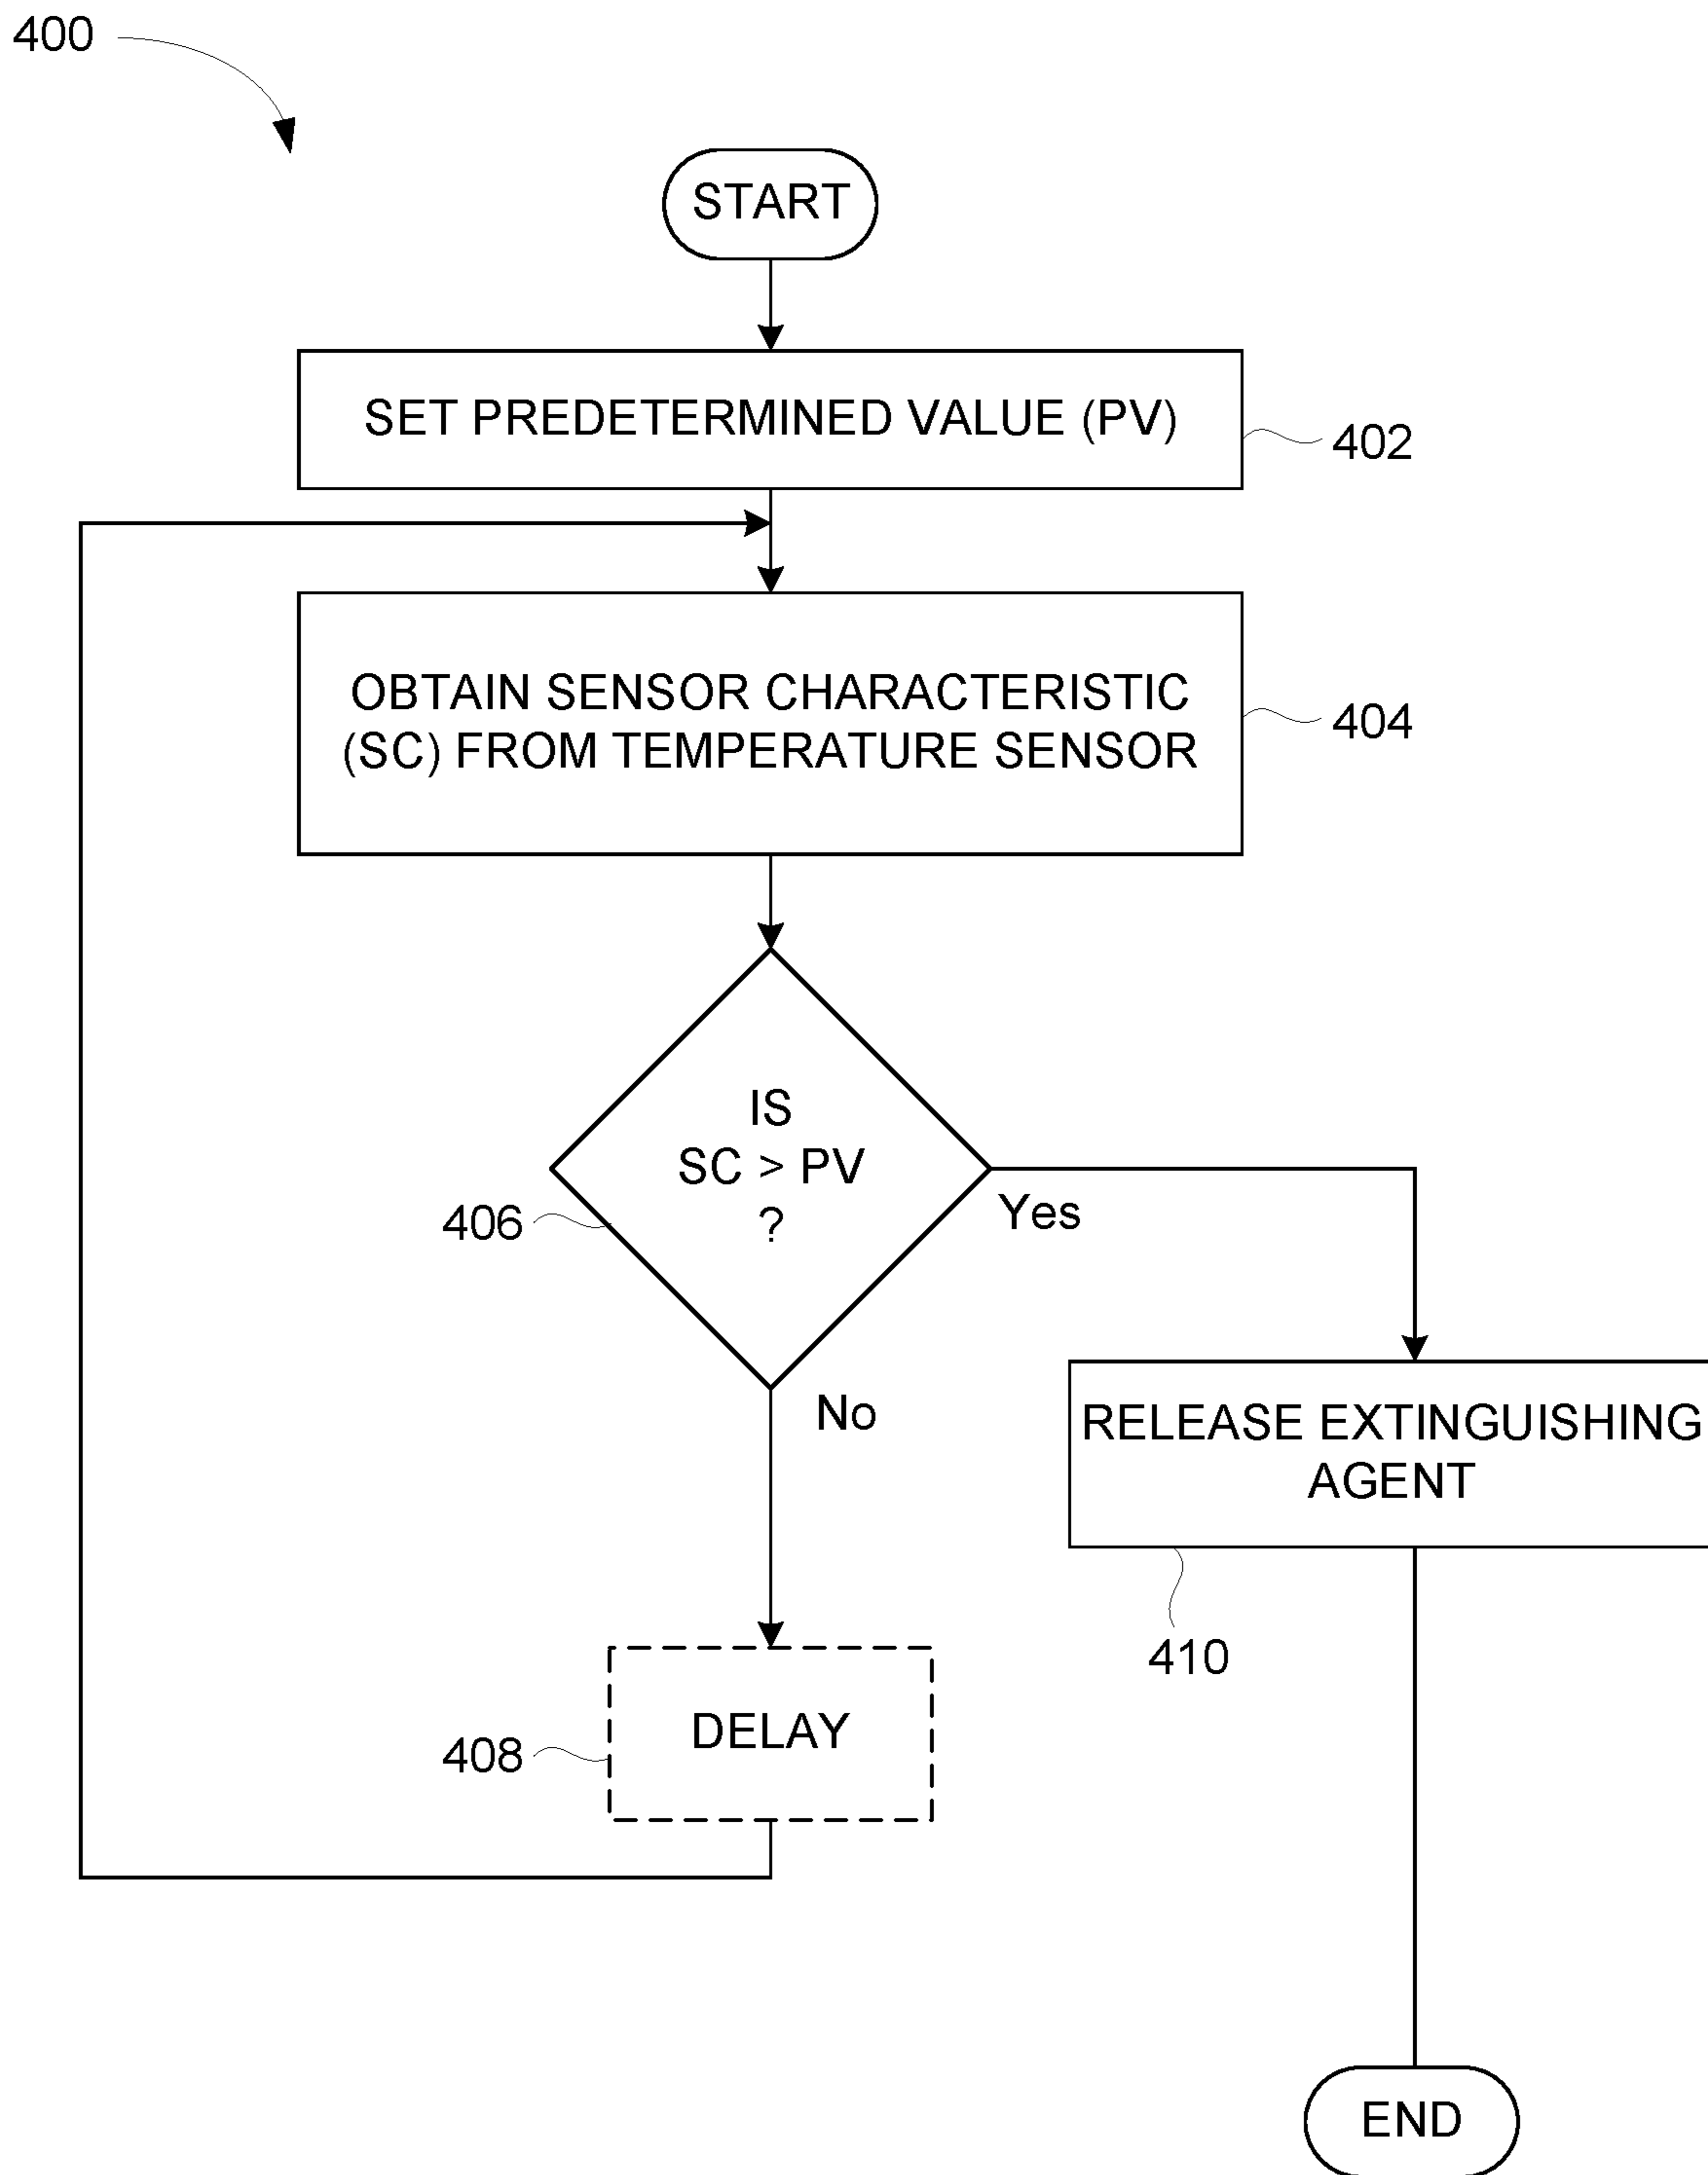 400
START
SET PREDETERMINED VALUE (PV)
402
OBTAIN SENSOR CHARACTERISTIC
(SC) FROM TEMPERATURE SENSOR
404
IS
SC > PV
?
406
Yes
No
RELEASE EXTINGUISHING
AGENT
410
DELAY
408
END